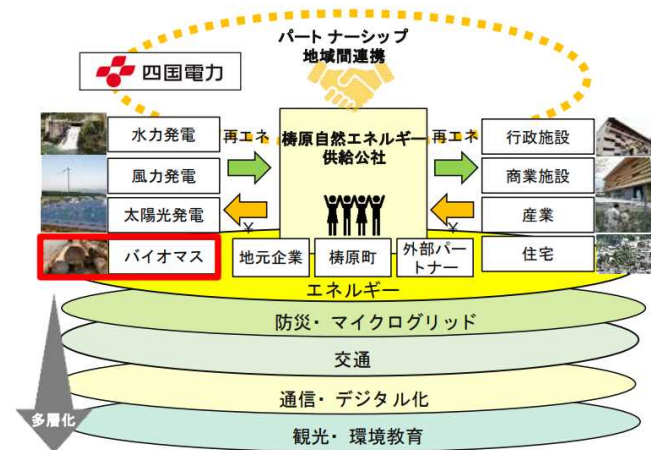 パートナーシップ
地域間連携
四国電力
水力発電
再エネ
梼原自然エネルギー
供給公社
再エネ
行政施設
風力発電
商業施設
太陽光発電
¥
¥
産業
バイオマス
地元企業
梼原町
外部パー
トナー
住宅
エネルギー
防災・マイクログリッド
交通
通信・デジタル化
観光・環境教育
多層化